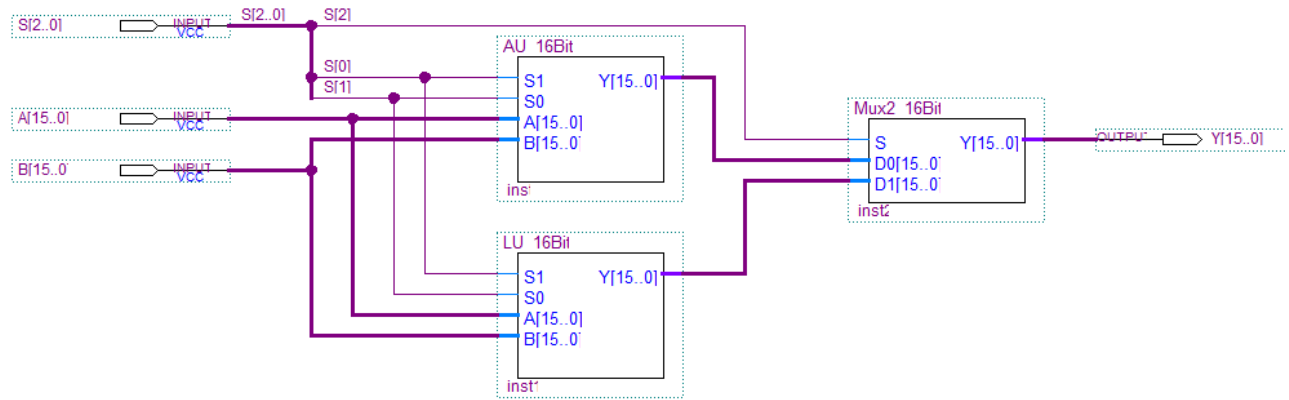 S[2..0]
INPUT
VCC
S[2..0]
S[2]
S[0]
S[1]
A[15..0]
INPUT
VCC
B[15..0
INPUT
VCC
AU 16Bit
S1
S0
A[15..0]
B[15..0]
Y[15..0]
inst
LU 16Bit
S1
S0
A[15..0]
B[15..0]
Y[15..0]
inst1
Mux2 16Bit
S
D0[15..0]
D1[15..0]
Y[15..0]
inst2
OUTPUT
Y[15..0]